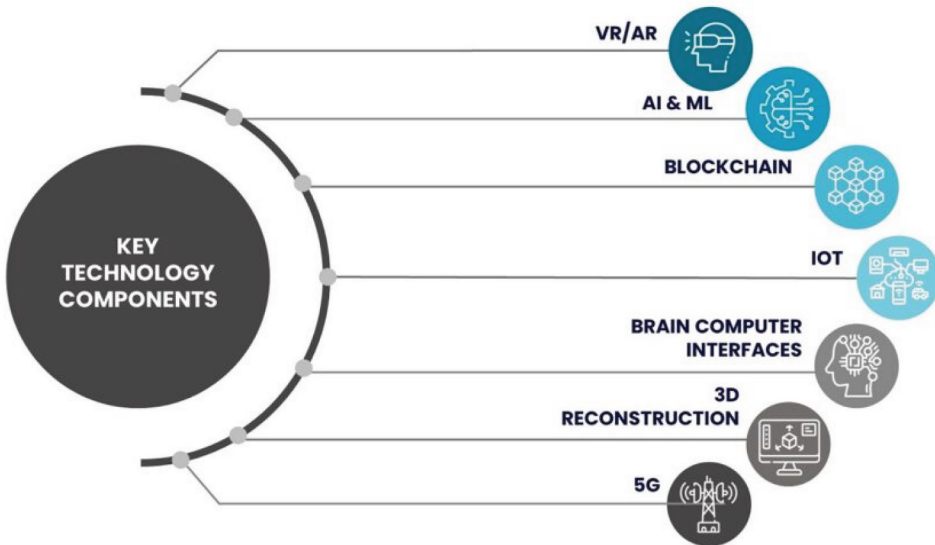 KEY
TECHNOLOGY
COMPONENTS
VR/AR
AI & ML
BLOCKCHAIN
IOT
BRAIN COMPUTER
INTERFACES
3D
RECONSTRUCTION
5G